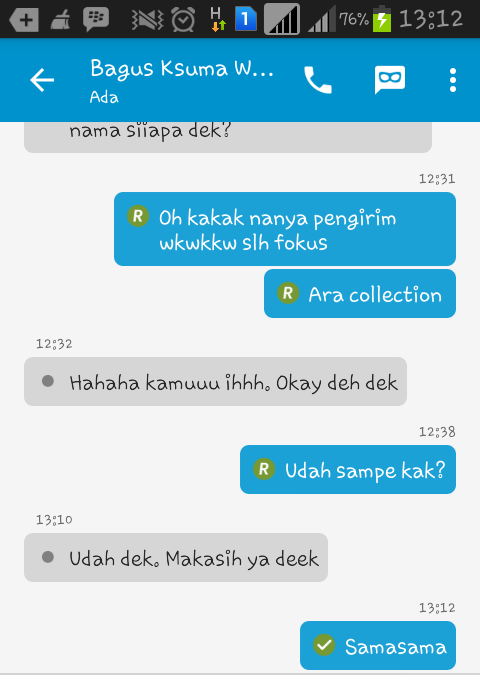 H 1 76% 13:12
Bagus Ksuma W...
Ada
nama siiapa dek?
12:31
R Oh kakak nanya pengirim
wkwkkw slh fokus
R Ara collection
12:32
Hahaha kamuuu ihhh. Okay deh dek
12:38
R Udah sampe kak?
13:10
Udah dek. Makasih ya deek
13:12
Samasama